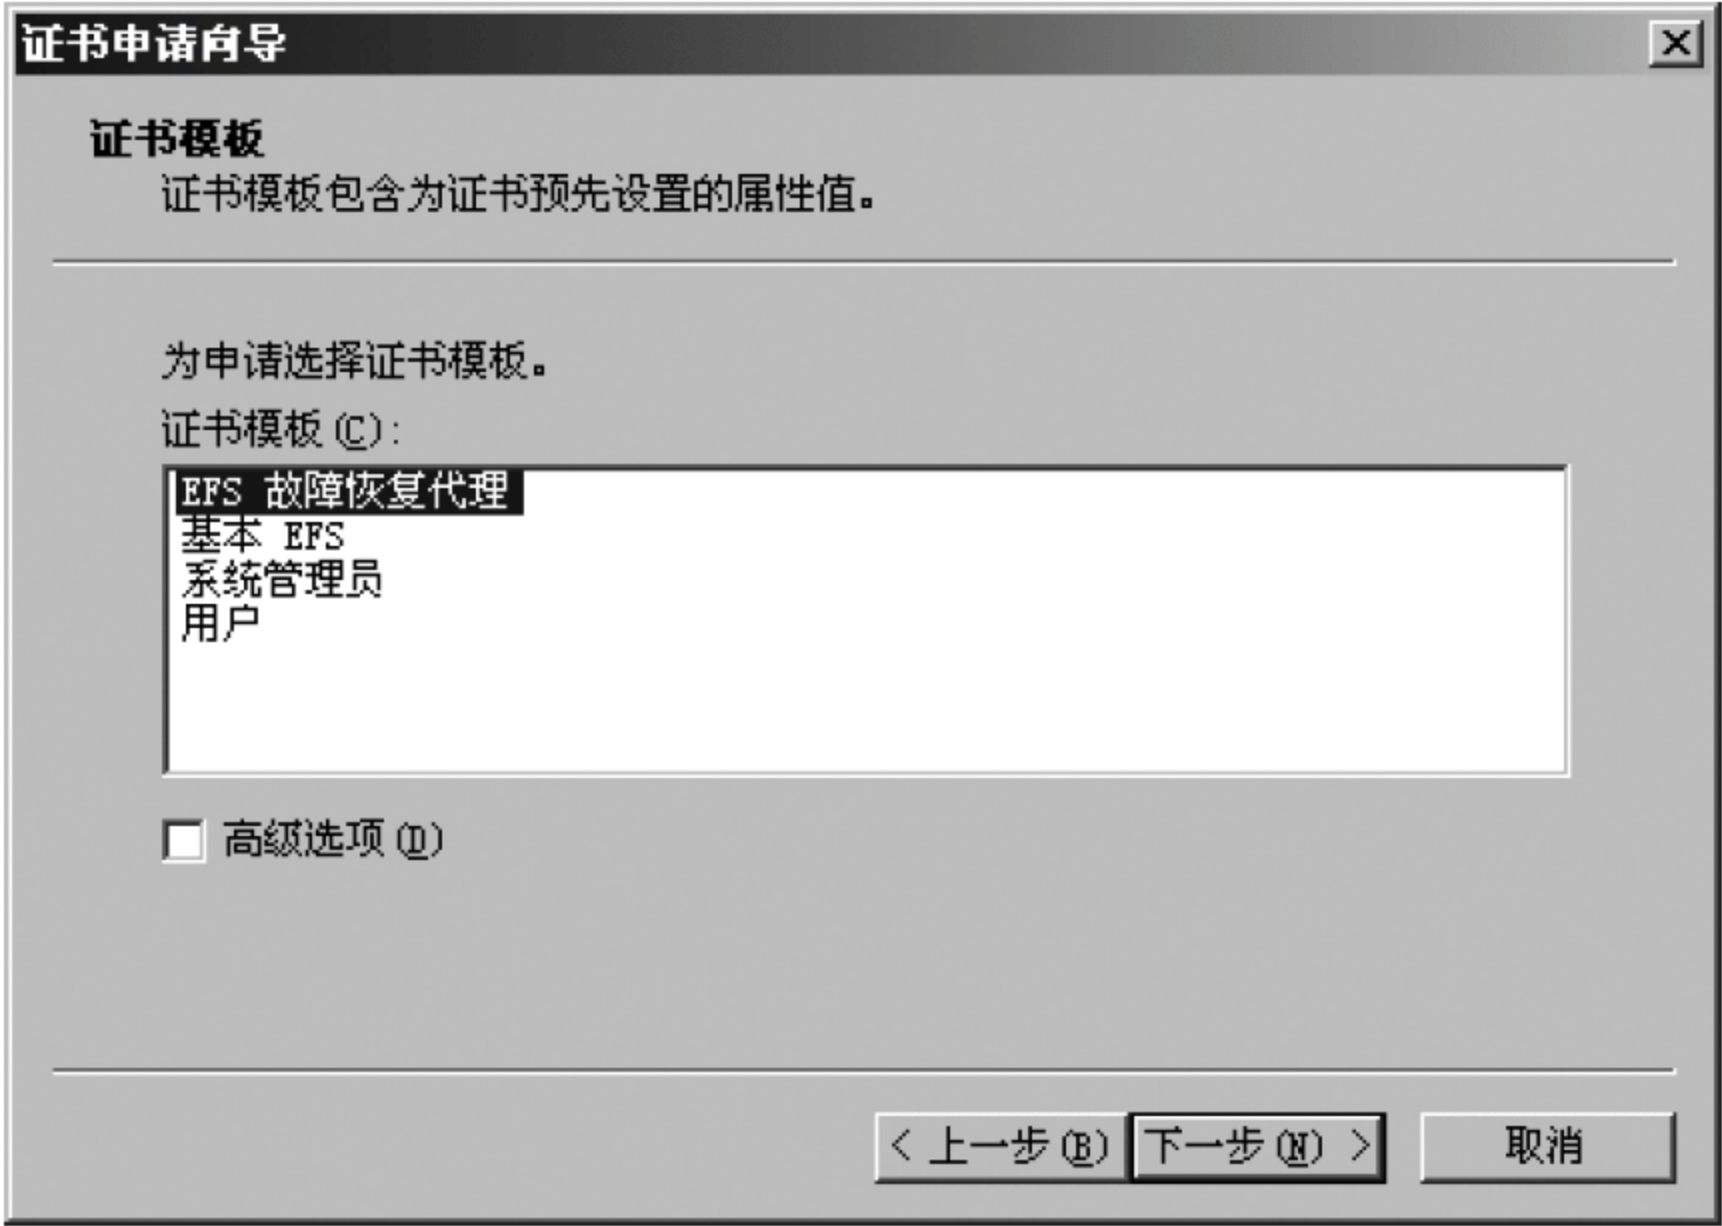 证书申请向导
证书模板
证书模板包含为证书预先设置的属性值。
为申请选择证书模板。
证书模板(C):
EFS 故障恢复代理
基本 EFS
系统管理员
用户
高级选项(D)
< 上一步(B) 下一步(N) > 取消